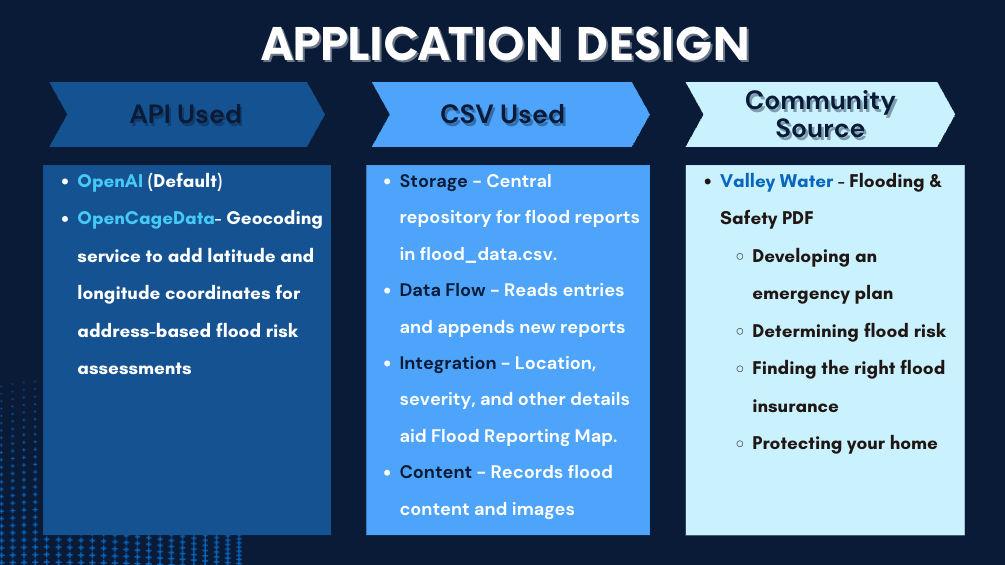 APPLICATION DESIGN
API Used
• OpenAI (Default)
• OpenCageData- Geocoding
service to add latitude and
longitude coordinates for
address-based flood risk
assessments
CSV Used
• Storage – Central
repository for flood reports
in flood_data.csv.
• Data Flow – Reads entries
and appends new reports
• Integration – Location,
severity, and other details
aid Flood Reporting Map.
• Content – Records flood
content and images
Community
Source
• Valley Water - Flooding &
Safety PDF
◦ Developing an
emergency plan
◦ Determining flood risk
◦ Finding the right flood
insurance
◦ Protecting your home